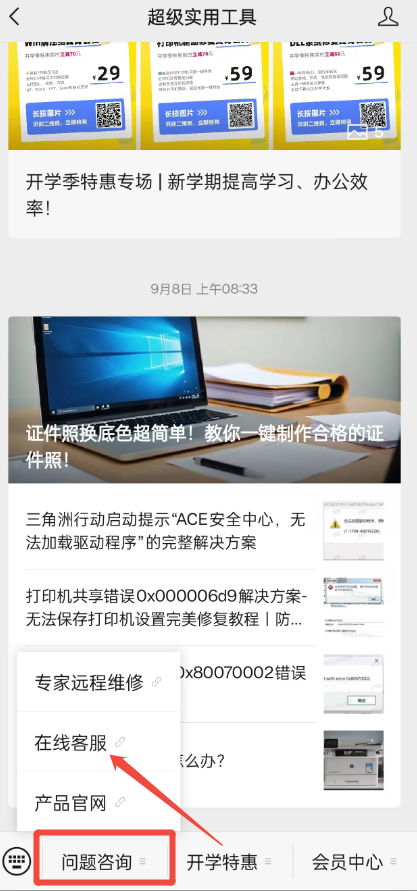 超级实用工具
¥29
¥59
¥59
长按图片 >>>
识别二维码，立即抢购
长按图片 >>>
识别二维码，立即抢购
长按图片 >>>
识别二维码，立即抢购
5
开学季特惠专场 | 新学期提高学习、办公效
率！
9月8日 上午08:33
证件照换底色超简单！教你一键制作合格的证
件照！
三角洲行动启动提示“ACE安全中心，无
法加载驱动程序”的完整解决方案
打印机共享错误0x000006d9解决方案-
无法保存打印机设置完美修复教程丨防...
0x80070002错误
怎么办？
专家远程维修
在线客服
产品官网
问题咨询
开学特惠
会员中心